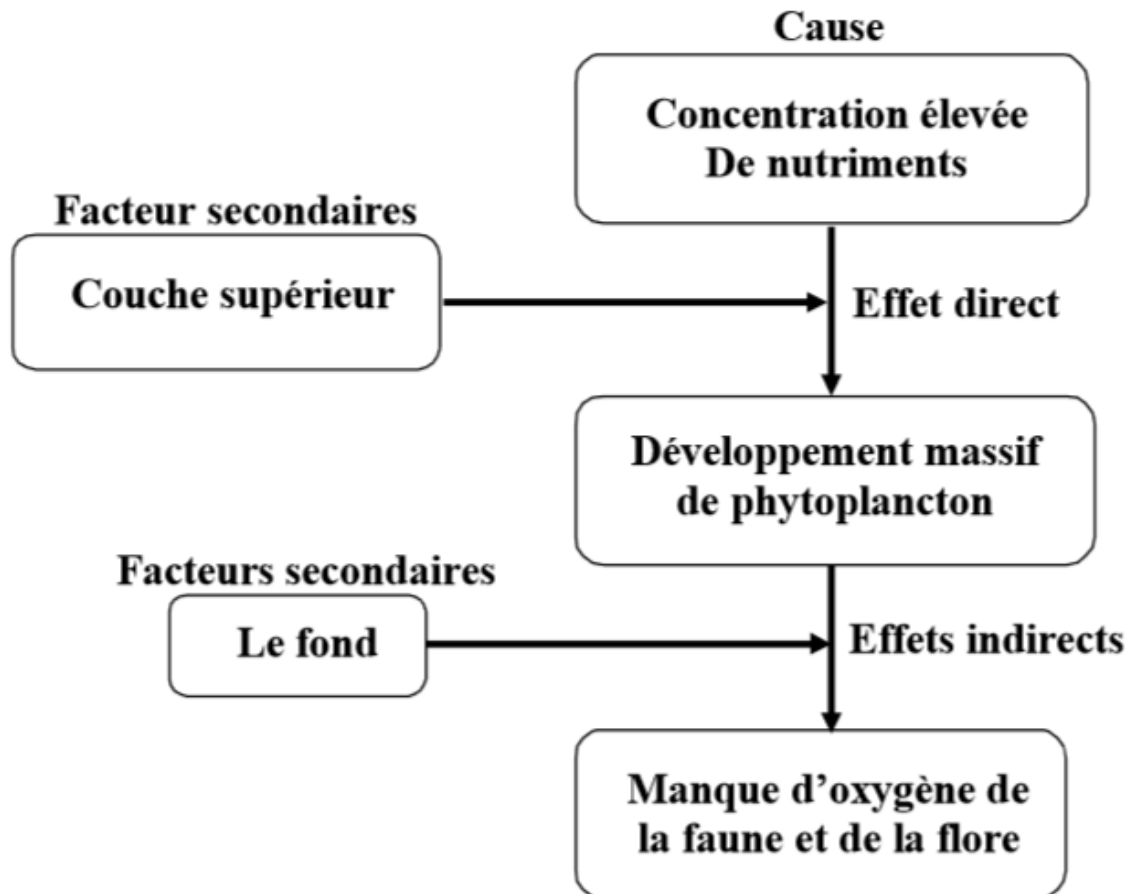 Cause
Concentration élevée
De nutriments
Facteur secondaires
Couche supérieur
Effet direct
Développement massif
de phytoplancton
Facteurs secondaires
Le fond
Effets indirects
Manque d’oxygène de
la faune et de la flore